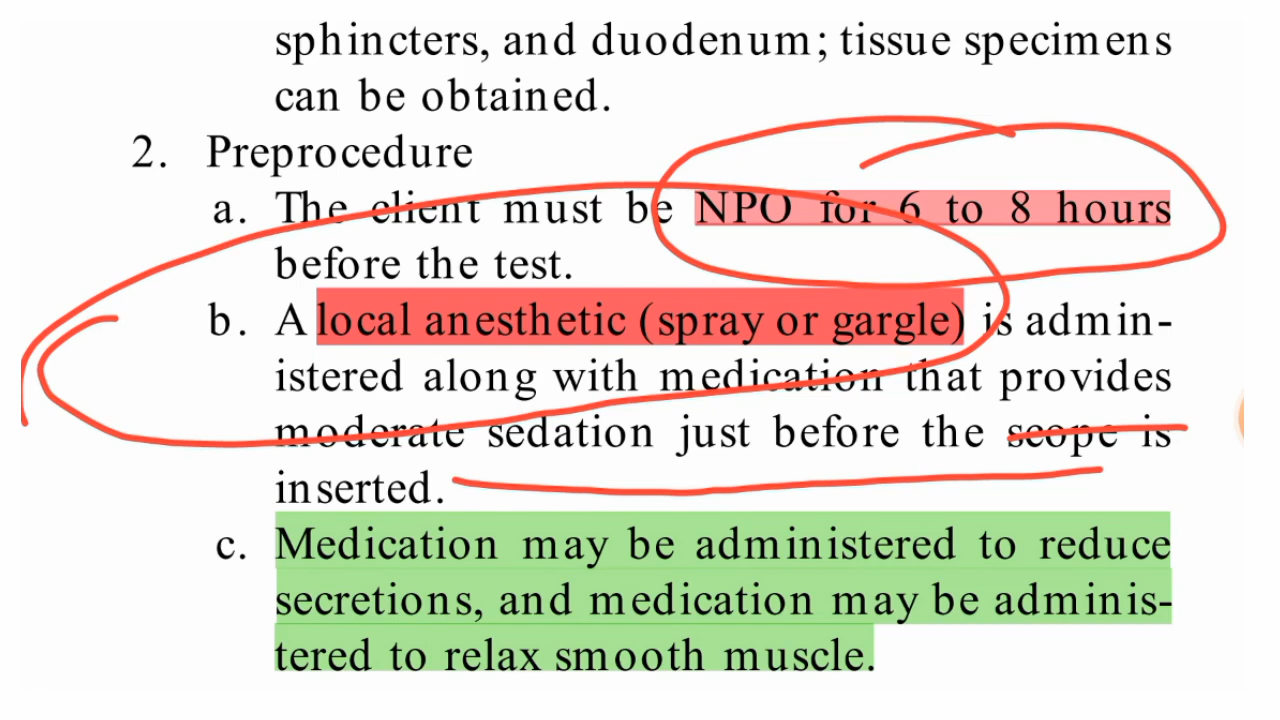 sphincters, and duodenum; tissue specimens
can be obtained.
2. Preprocedure
a. The client must be NPO for 6 to 8 hours
before the test.
b. A local anesthetic (spray or gargle) is admin-
istered along with medication that provides
moderate sedation just before the scope is
inserted.
c. Medication may be administered to reduce
secretions, and medication may be adminis-
tered to relax smooth muscle.